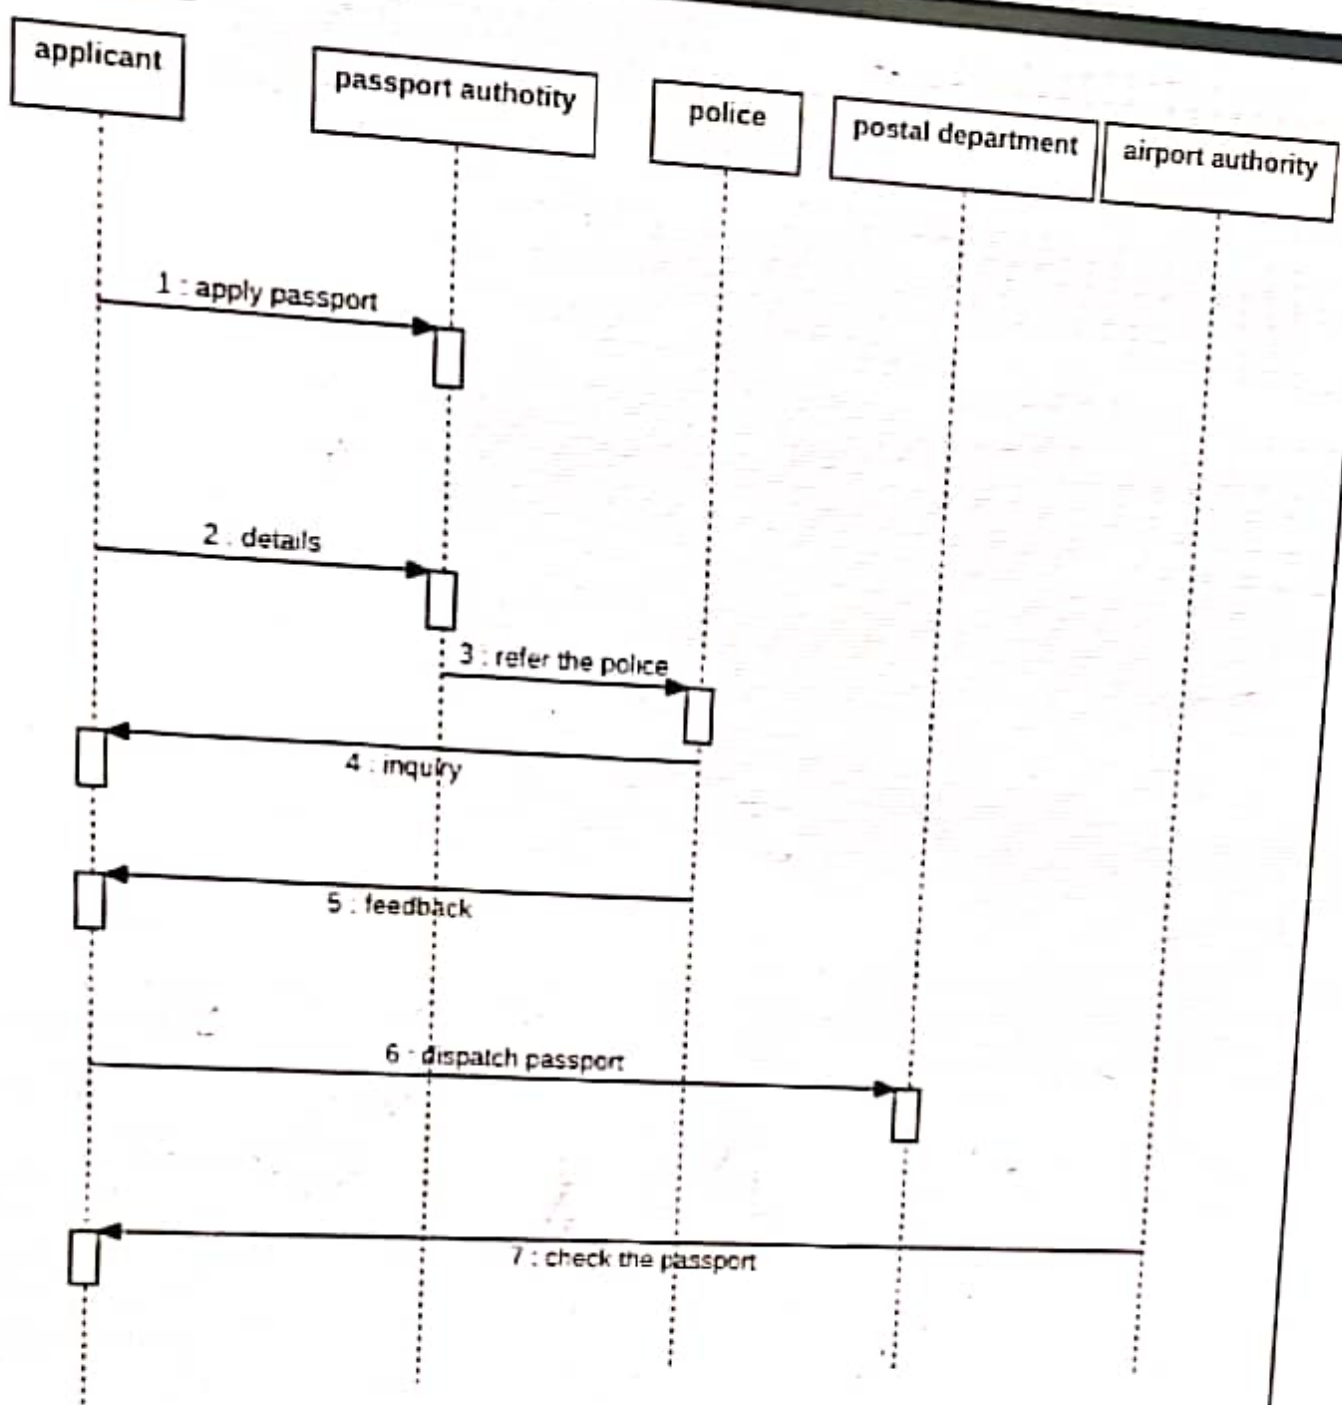 applicant
passport authotity
police
postal department
airport authority
1 : apply passport
2 : details
3 : refer the police
4 : inquiry
5 : feedback
6 : dispatch passport
7 : check the passport